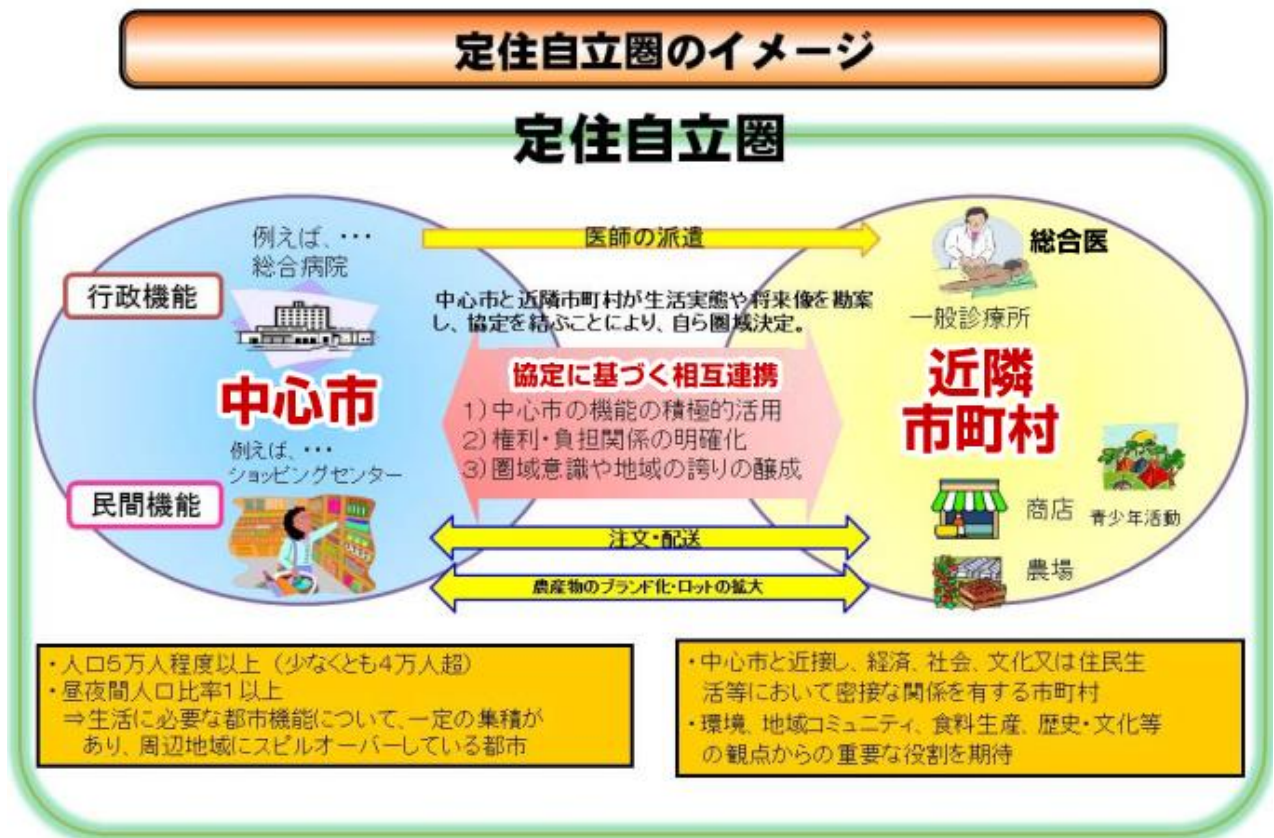 定住自立圏のイメージ
定住自立圏
例えば、・・・
総合病院
行政機能
中心市
例えば、・・・
ショッピングセンター
民間機能
医師の派遣
中心市と近隣市町村が生活実態や将来像を勘案
し、協定を結ぶことにより、自ら圏域決定。
協定に基づく相互連携
1)中心市の機能の積極的活用
2)権利・負担関係の明確化
3)圏域意識や地域の誇りの醸成
注文・配送
農産物のブランド化・ロットの拡大
総合医
一般診療所
近隣
市町村
商店
青少年活動
農場
・人口5万人程度以上(少なくとも4万人超)
・昼夜間人口比率1以上
⇒生活に必要な都市機能について、一定の集積が
あり、周辺地域にスピルオーバーしている都市
・中心市と近接し、経済、社会、文化又は住民生
活等において密接な関係を有する市町村
・環境、地域コミュニティ、食料生産、歴史・文化等
の観点からの重要な役割を期待